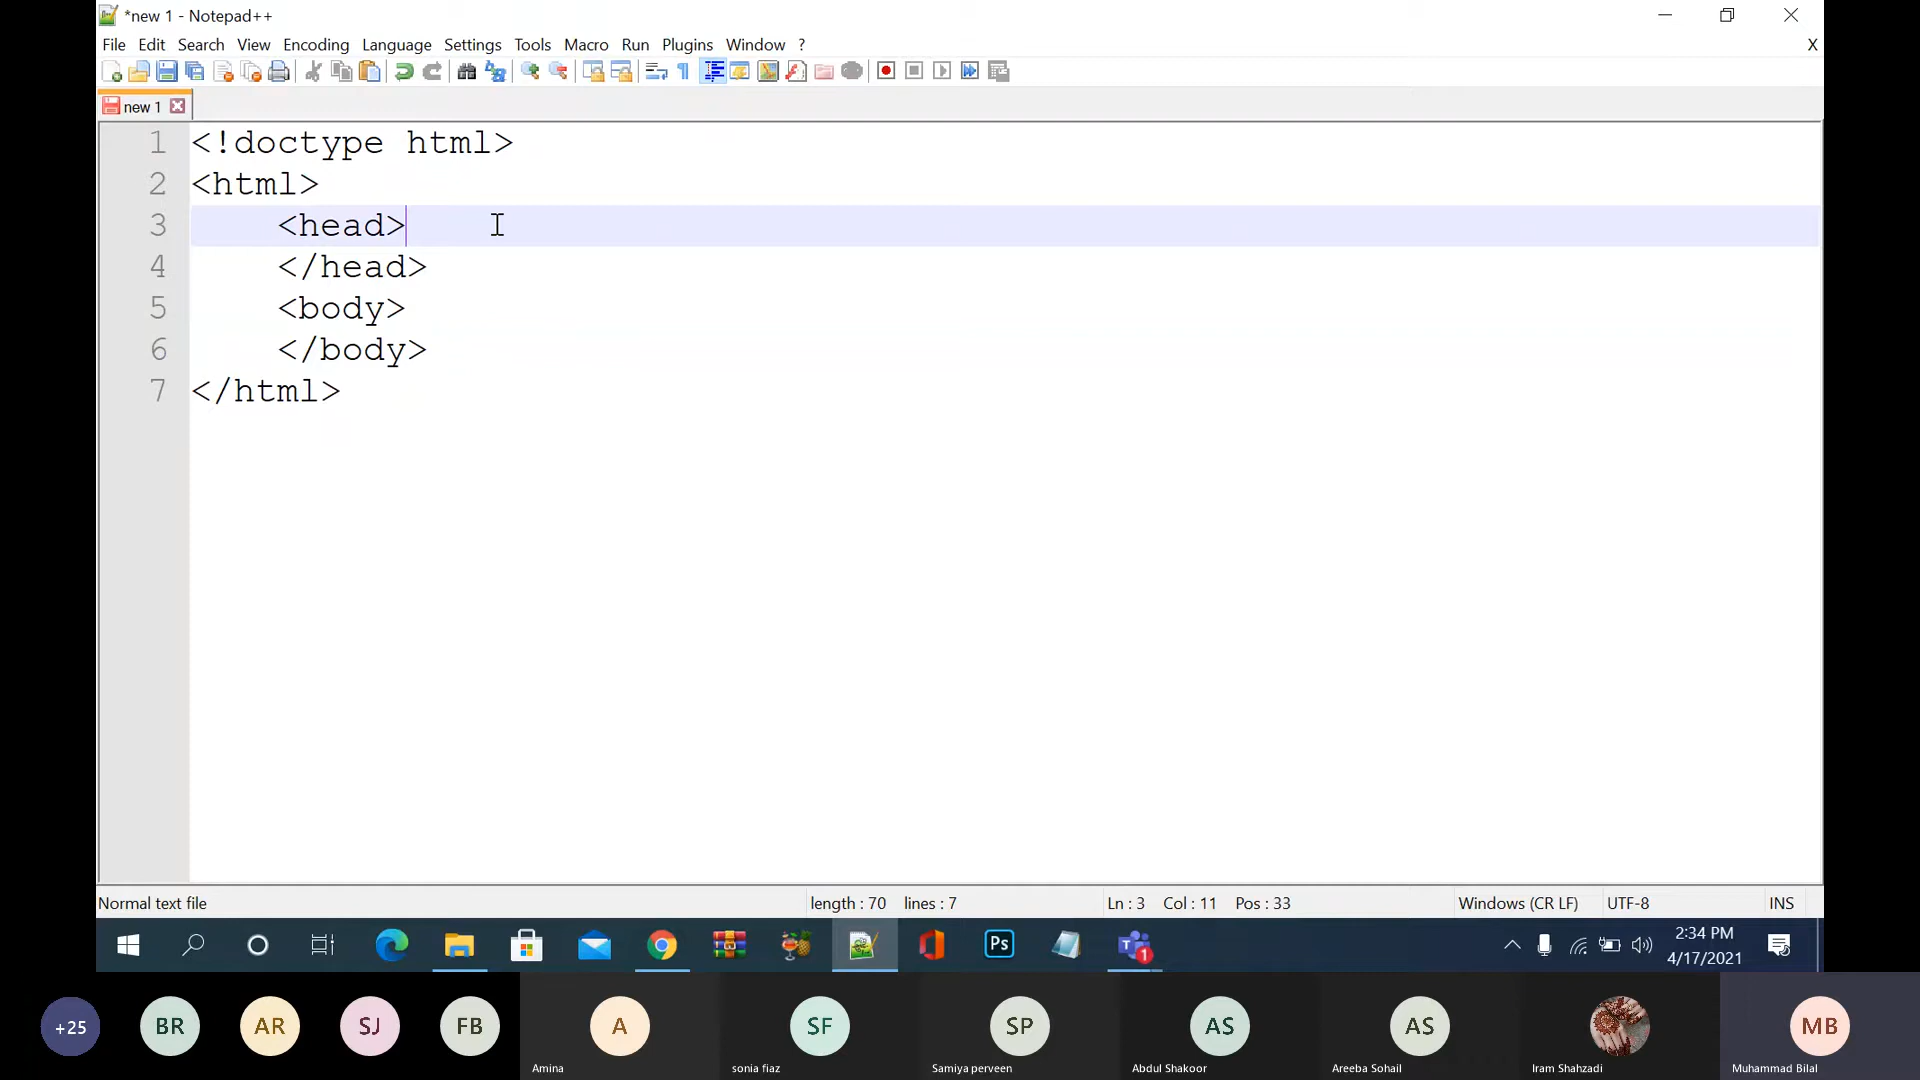 *new 1 - Notepad++
File Edit Search View Encoding Language Settings Tools Macro Run Plugins Window ? X
new 1
1 <!doctype html>
2 <html>
3 <head>
4 </head>
5 <body>
6 </body>
7 </html>
Normal text file length : 70 lines : 7 Ln : 3 Col : 11 Pos : 33 Windows (CR LF) UTF-8 INS
Ps 1 2:34 PM
4/17/2021
+25 BR AR SJ FB A SF SP AS AS MB
Amina sonia fiaz Samiya perveen Abdul Shakoor Areeba Sohail Iram Shahzadi Muhammad Bilal